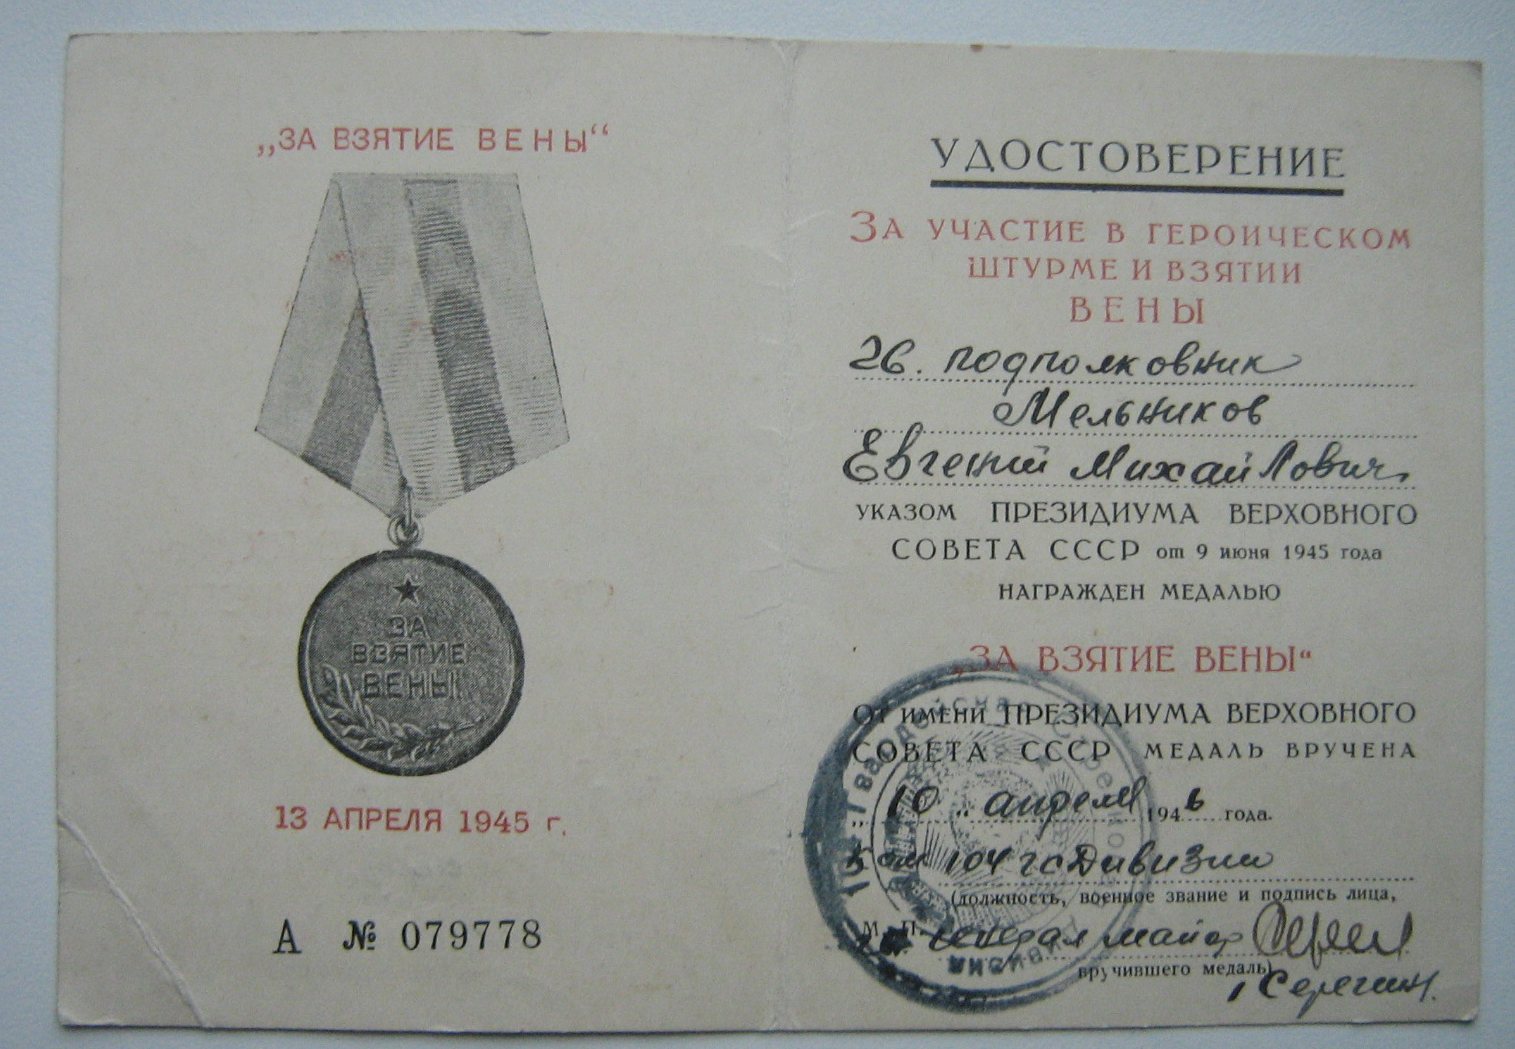 „ЗА ВЗЯТИЕ ВЕНЫ“
ЗА
ВЗЯТИЕ
ВЕНЫ
13 АПРЕЛЯ 1945 г.
А № 079778
УДОСТОВЕРЕНИЕ
ЗА УЧАСТИЕ В ГЕРОИЧЕСКОМ
ШТУРМЕ И ВЗЯТИИ
ВЕНЫ
гв. подполковник
Мельников
Евгений Михайлович
УКАЗОМ ПРЕЗИДИУМА ВЕРХОВНОГО
СОВЕТА СССР от 9 июня 1945 года
НАГРАЖДЕН МЕДАЛЬЮ
„ЗА ВЗЯТИЕ ВЕНЫ“
ОТ ИМЕНИ ПРЕЗИДИУМА ВЕРХОВНОГО
СОВЕТА СССР МЕДАЛЬ ВРУЧЕНА
„10„ апреля 1946 года.
104 гс Дивизии
(должность, военное звание и подпись лица,
М. П. генерал майор
вручившего медаль)
Серегин.